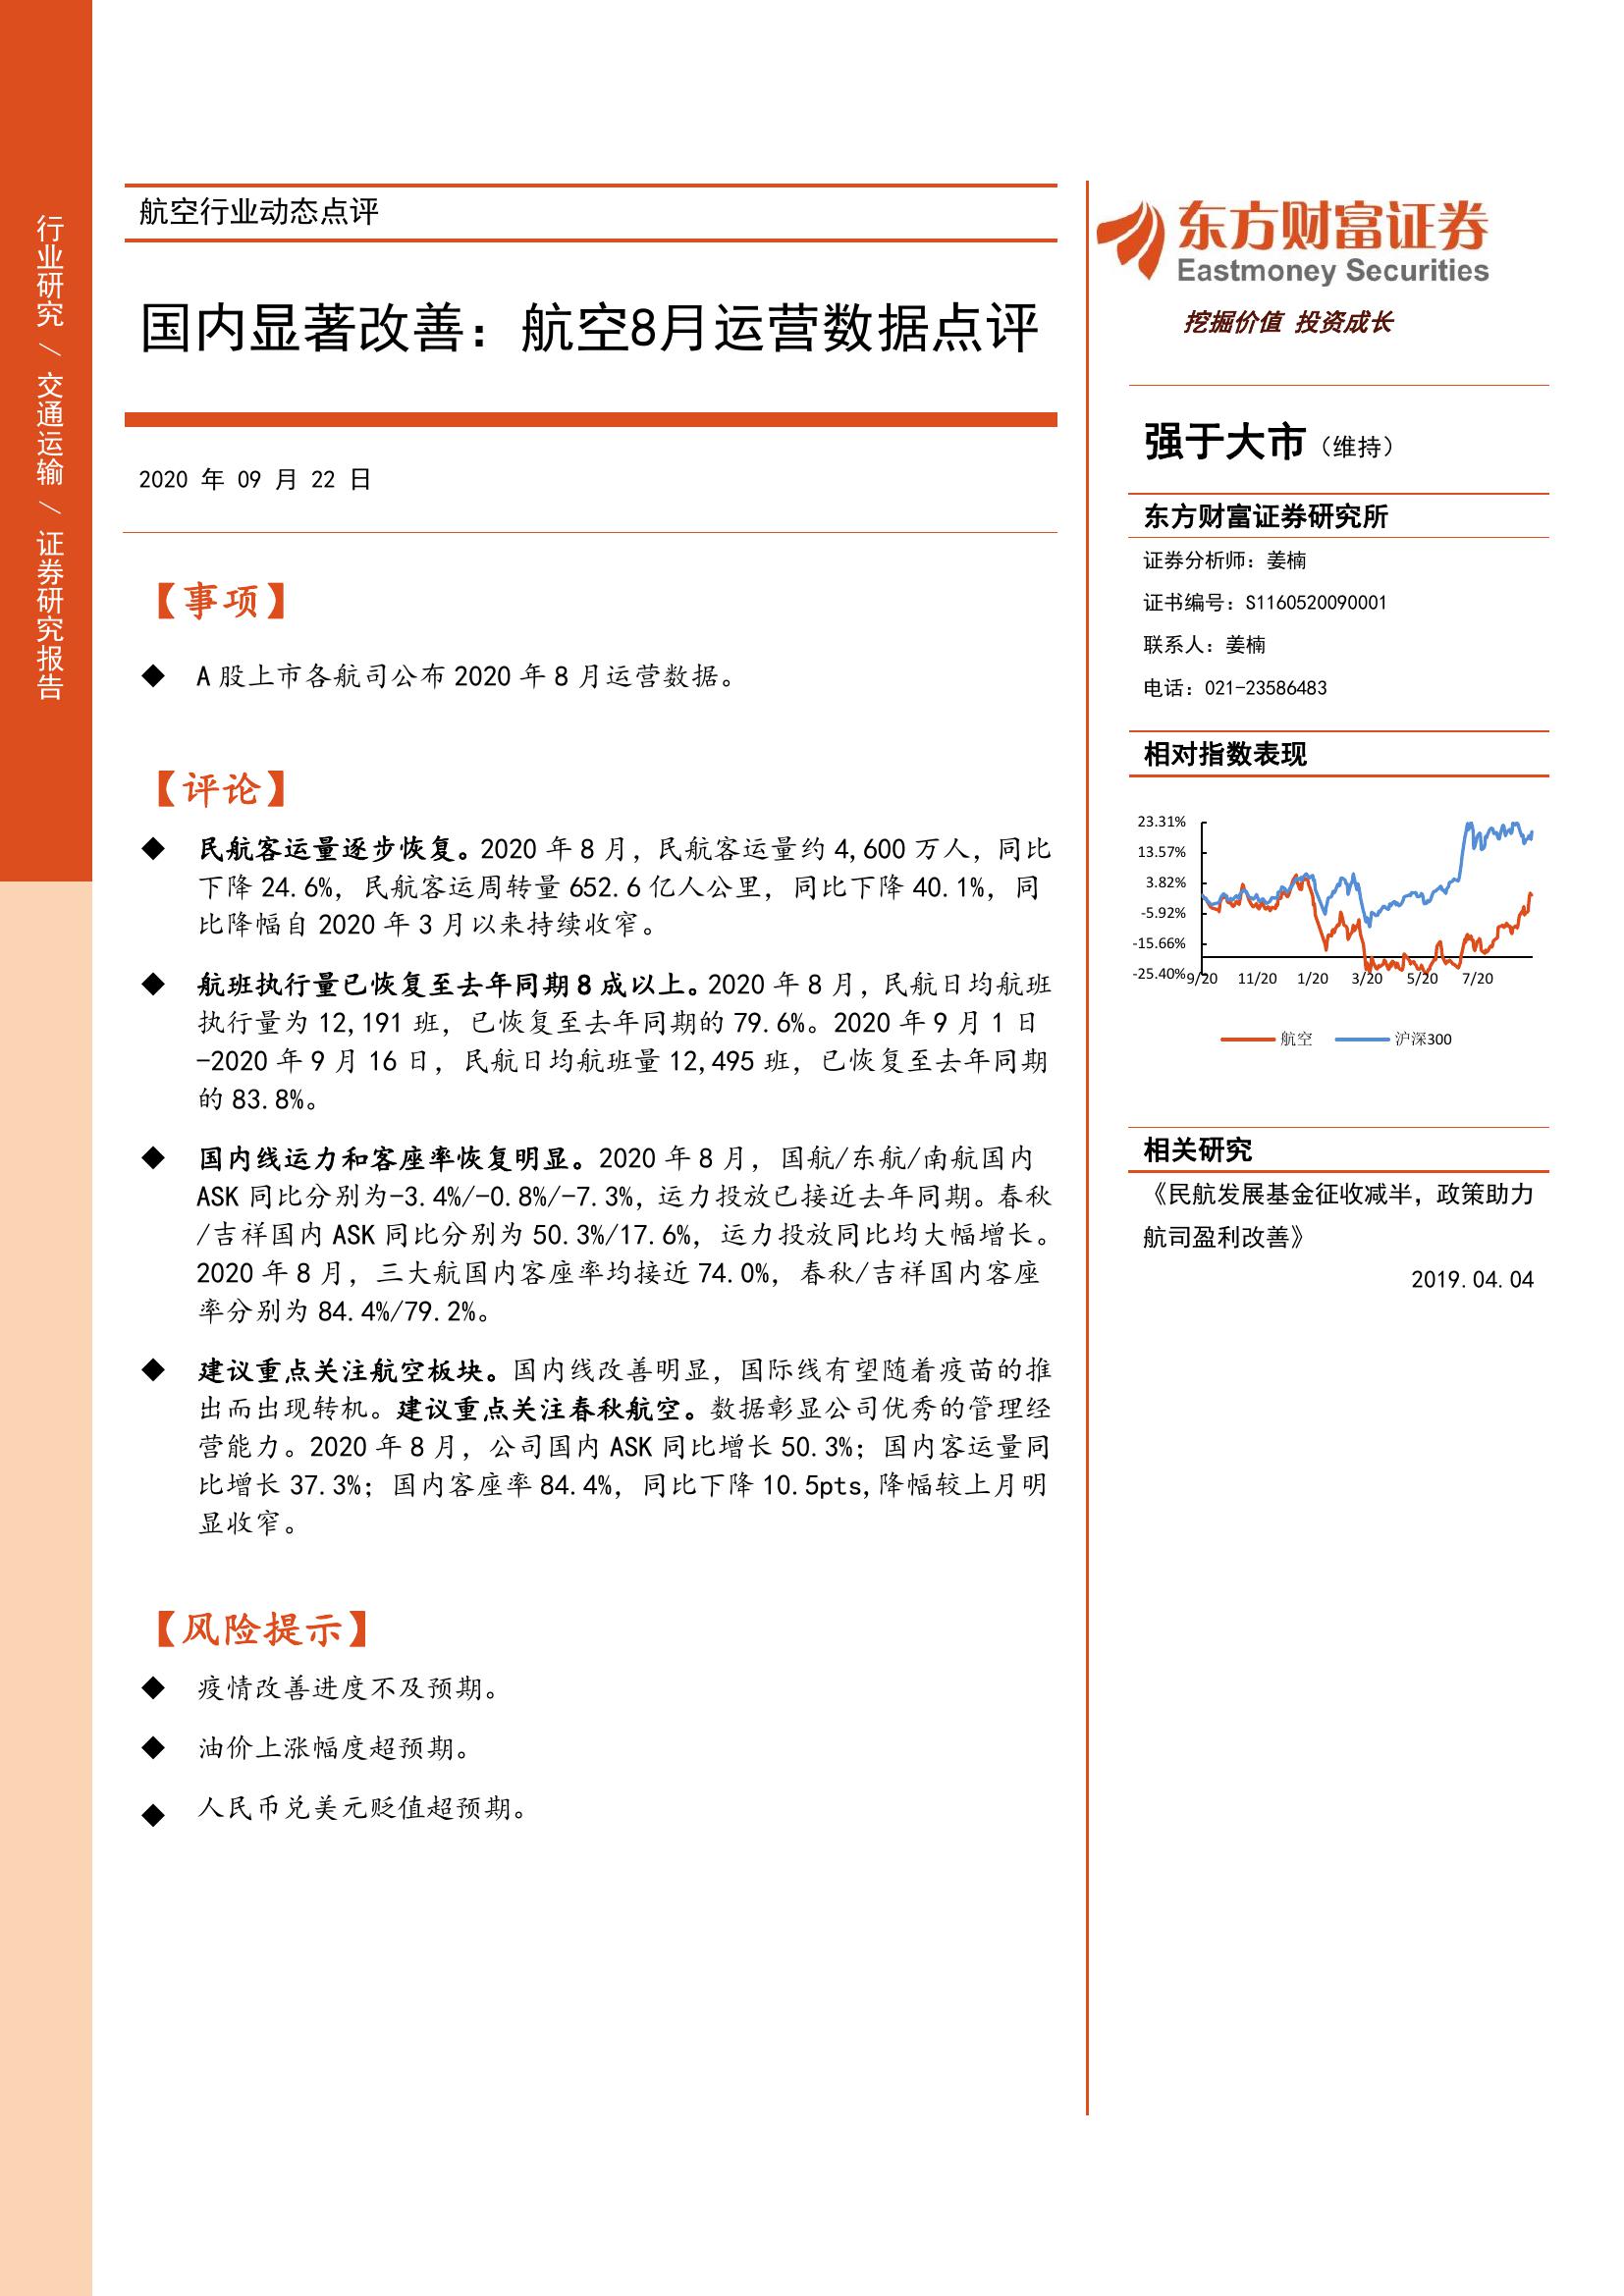 行业研究 / 交通运输 / 证券研究报告
航空行业动态点评
国内显著改善：航空8月运营数据点评
2020 年 09 月 22 日
【事项】
◆ A 股上市各航司公布 2020 年 8 月运营数据。
【评论】
◆ 民航客运量逐步恢复。2020 年 8 月，民航客运量约 4,600 万人，同比
下降 24.6%，民航客运周转量 652.6 亿人公里，同比下降 40.1%，同
比降幅自 2020 年 3 月以来持续收窄。
◆ 航班执行量已恢复至去年同期 8 成以上。2020 年 8 月，民航日均航班
执行量为 12,191 班，已恢复至去年同期的 79.6%。2020 年 9 月 1 日
-2020 年 9 月 16 日，民航日均航班量 12,495 班，已恢复至去年同期
的 83.8%。
◆ 国内线运力和客座率恢复明显。2020 年 8 月，国航/东航/南航国内
ASK 同比分别为-3.4%/-0.8%/-7.3%，运力投放已接近去年同期。春秋
/吉祥国内 ASK 同比分别为 50.3%/17.6%，运力投放同比均大幅增长。
2020 年 8 月，三大航国内客座率均接近 74.0%，春秋/吉祥国内客座
率分别为 84.4%/79.2%。
◆ 建议重点关注航空板块。国内线改善明显，国际线有望随着疫苗的推
出而出现转机。建议重点关注春秋航空。数据彰显公司优秀的管理经
营能力。2020 年 8 月，公司国内 ASK 同比增长 50.3%；国内客运量同
比增长 37.3%；国内客座率 84.4%，同比下降 10.5pts,降幅较上月明
显收窄。
【风险提示】
◆ 疫情改善进度不及预期。
◆ 油价上涨幅度超预期。
◆ 人民币兑美元贬值超预期。
东方财富证券
Eastmoney Securities
挖掘价值 投资成长
强于大市（维持）
东方财富证券研究所
证券分析师：姜楠
证书编号：S1160520090001
联系人：姜楠
电话：021-23586483
相对指数表现
23.31%
13.57%
3.82%
-5.92%
-15.66%
-25.40%
9/20 11/20 1/20 3/20 5/20 7/20
航空 沪深300
相关研究
《民航发展基金征收减半，政策助力
航司盈利改善》
2019.04.04